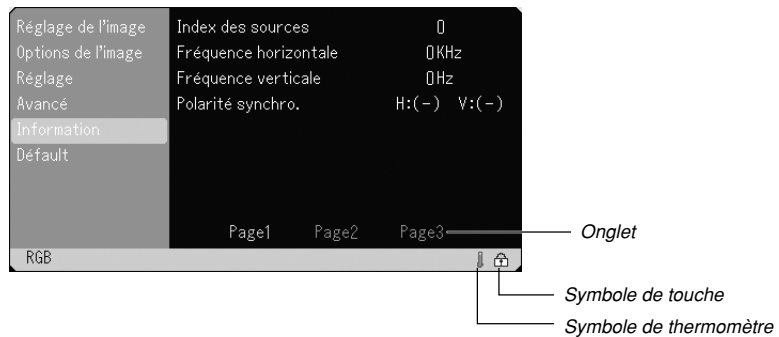 Réglage de l'image
Options de l'image
Réglage
Avancé
Information
Défaut
Index des sources 0
Fréquence horizontale 0KHz
Fréquence verticale 0Hz
Polarité synchro. H:(-) V:(-)
Page1 Page2 Page3
RGB
Onglet
Symbole de touche
Symbole de thermomètre